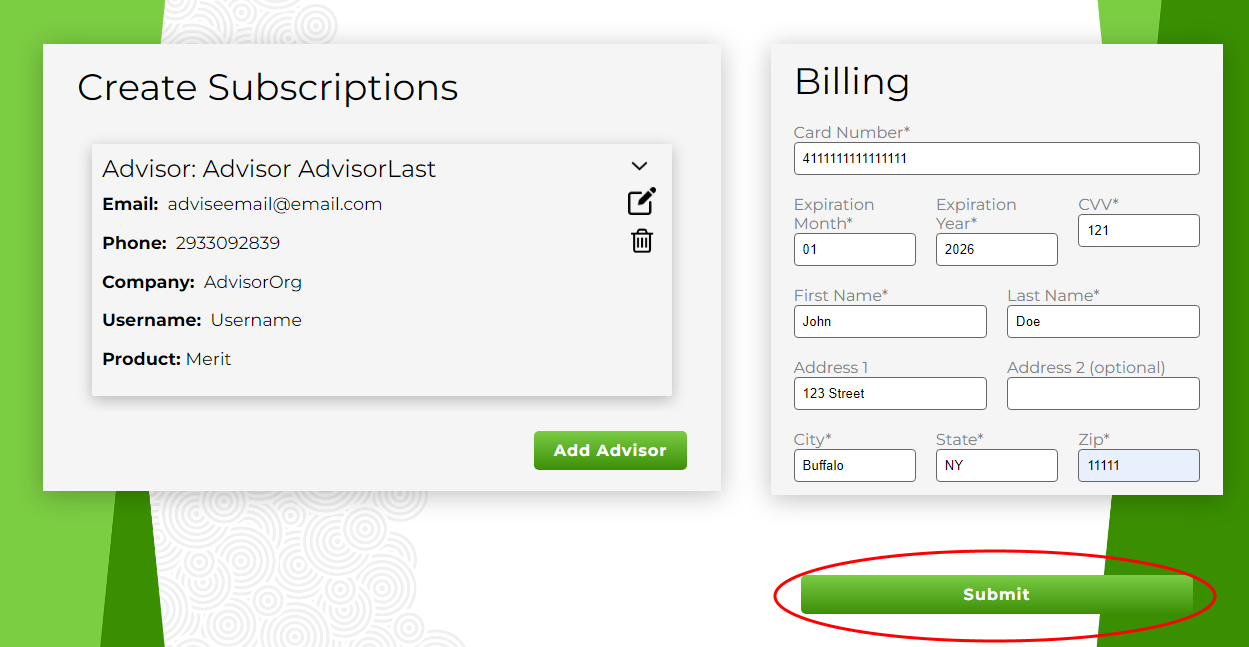 Create Subscriptions
Advisor: Advisor AdvisorLast
Email: adviseemail@email.com
Phone: 2933092839
Company: AdvisorOrg
Username: Username
Product: Merit
Add Advisor
Billing
Card Number*
4111111111111111
Expiration Month*
01
Expiration Year*
2026
CVV*
121
First Name*
John
Last Name*
Doe
Address 1
123 Street
Address 2 (optional)
City*
Buffalo
State*
NY
Zip*
11111
Submit